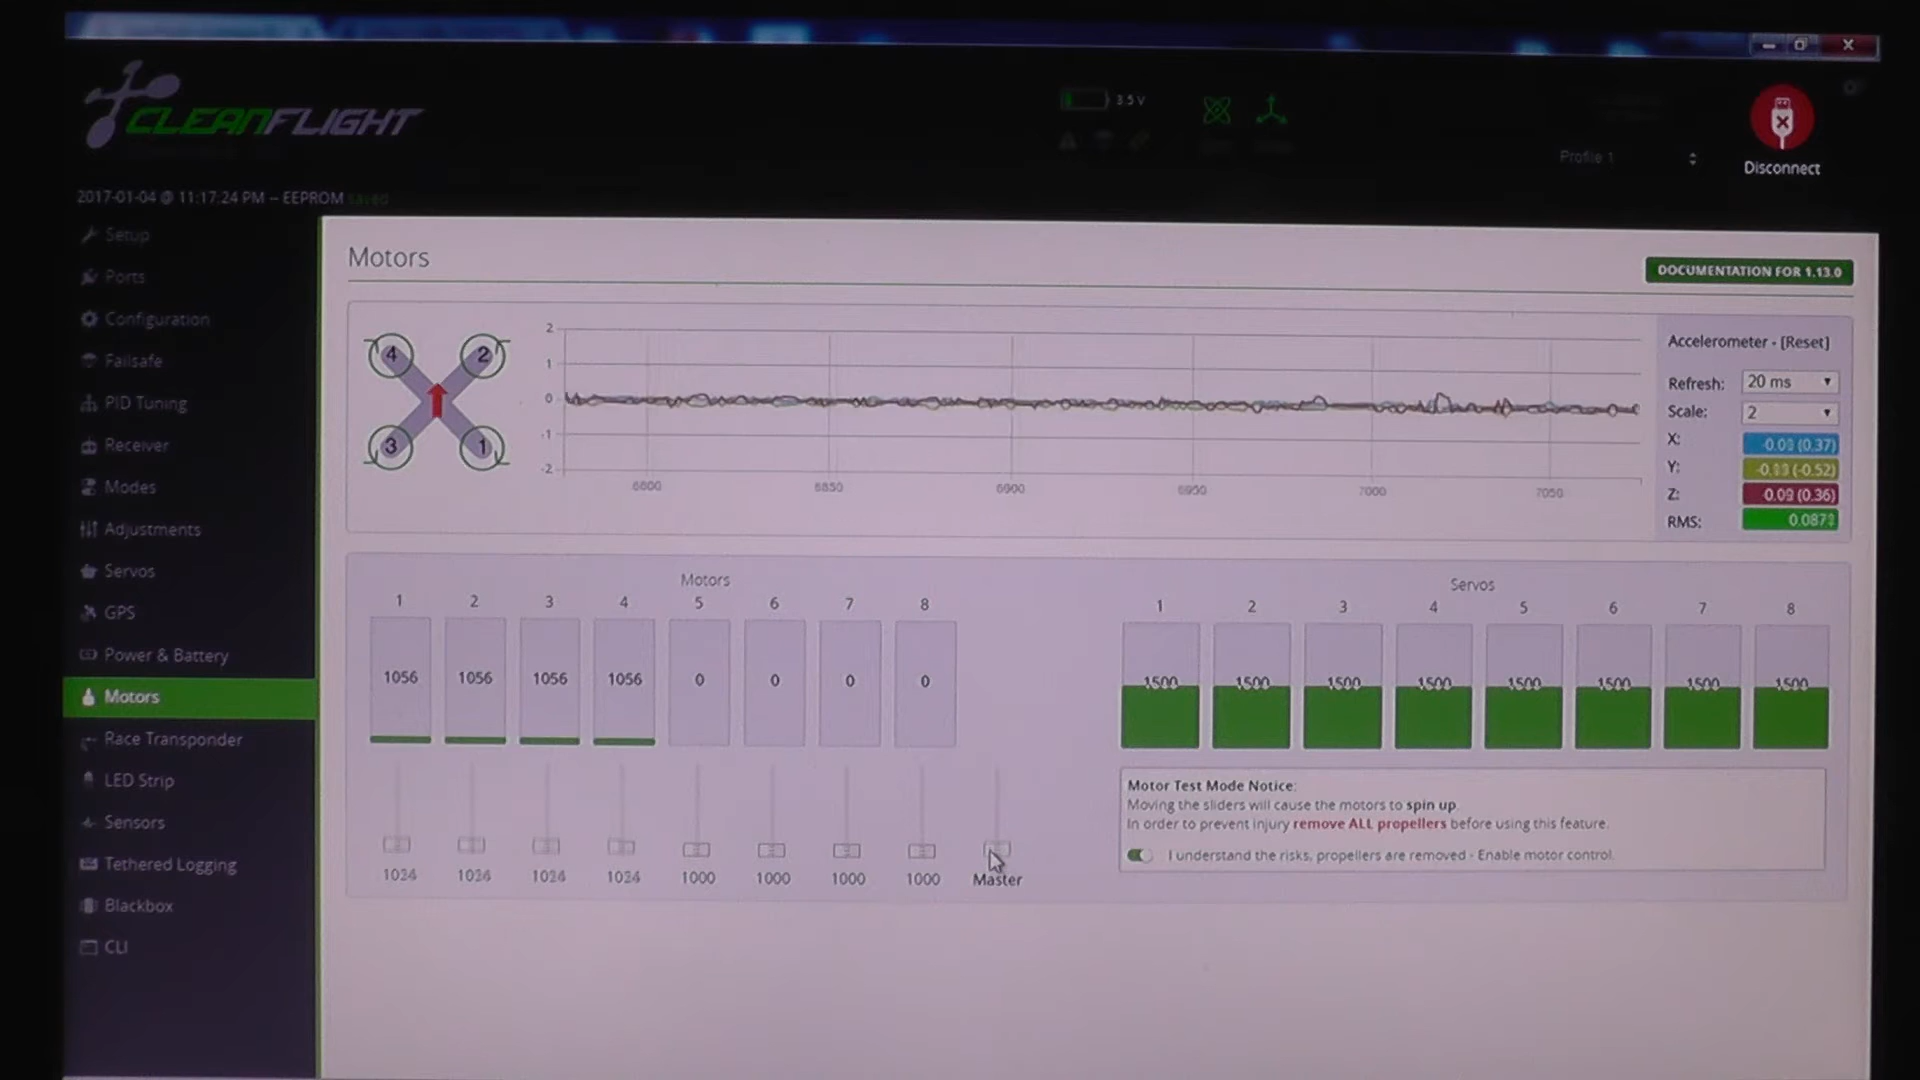 CLEANFLIGHT
3.5 V
Profile 1
Disconnect
2017-01-04 @ 11:17:24 PM -- EEPROM saved
Setup
Ports
Configuration
Failsafe
PID Tuning
Receiver
Modes
Adjustments
Servos
GPS
Power & Battery
Motors
Race Transponder
LED Strip
Sensors
Tethered Logging
Blackbox
CLI
Motors
DOCUMENTATION FOR 1.13.0
4 2
3 1
2
1
0
-1
-2
6800 6850 6900 6950 7000 7050
Accelerometer - [Reset]
Refresh: 20 ms
Scale: 2
X: (0.37)
Y: (-0.52)
Z: 0.09 (0.36)
RMS:
Motors
1 2 3 4 5 6 7 8
1056 1056 1056 1056 0 0 0 0
1000 1000 1000 1000 Master
Servos
1 2 3 4 5 6 7 8
1500 1500 1500 1500 1500 1500 1500 1500
Motor Test Mode Notice:
Moving the sliders will cause the motors to spin up.
In order to prevent injury remove ALL propellers before using this feature.
I understand the risks, propellers are removed - Enable motor control.